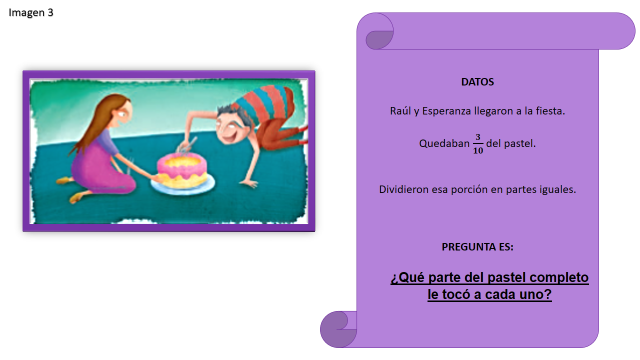 Imagen 3
DATOS
Raúl y Esperanza llegaron a la fiesta.
Quedaban 3/10 del pastel.
Dividieron esa porción en partes iguales.
PREGUNTA ES:
¿Qué parte del pastel completo
le tocó a cada uno?